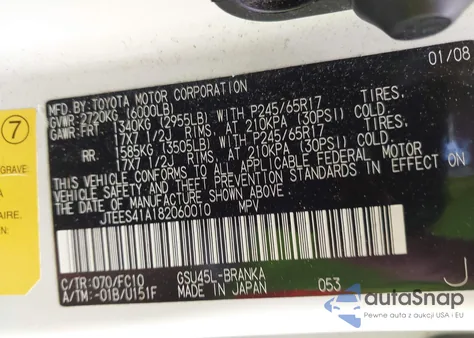 01/08
MFD. BY: TOYOTA MOTOR CORPORATION
GVWR: 2720KG (6000LB)
GAWR: FRT 1340KG (2955LB) WITH P245/65R17 TIRES.
17X7 1/2J RIMS, AT 210KPA (30PSI) COLD.
RR 1585KG (3505LB) WITH P245/65R17 TIRES.
17X7 1/2J RIMS, AT 210KPA (30PSI) COLD.
THIS VEHICLE CONFORMS TO ALL APPLICABLE FEDERAL MOTOR
VEHICLE SAFETY AND THEFT PREVENTION STANDARDS IN EFFECT
ON THE DATE OF MANUFACTURE SHOWN ABOVE.
JTEES41A182060010 MPV
C/TR: 070/FC10 GSU45L-BRANKA
A/TM: -01B/U151F MADE IN JAPAN 053
J
7
GRAVE
AIRE,
EN:
autoSnap
Pewne auta z aukcji USA i EU